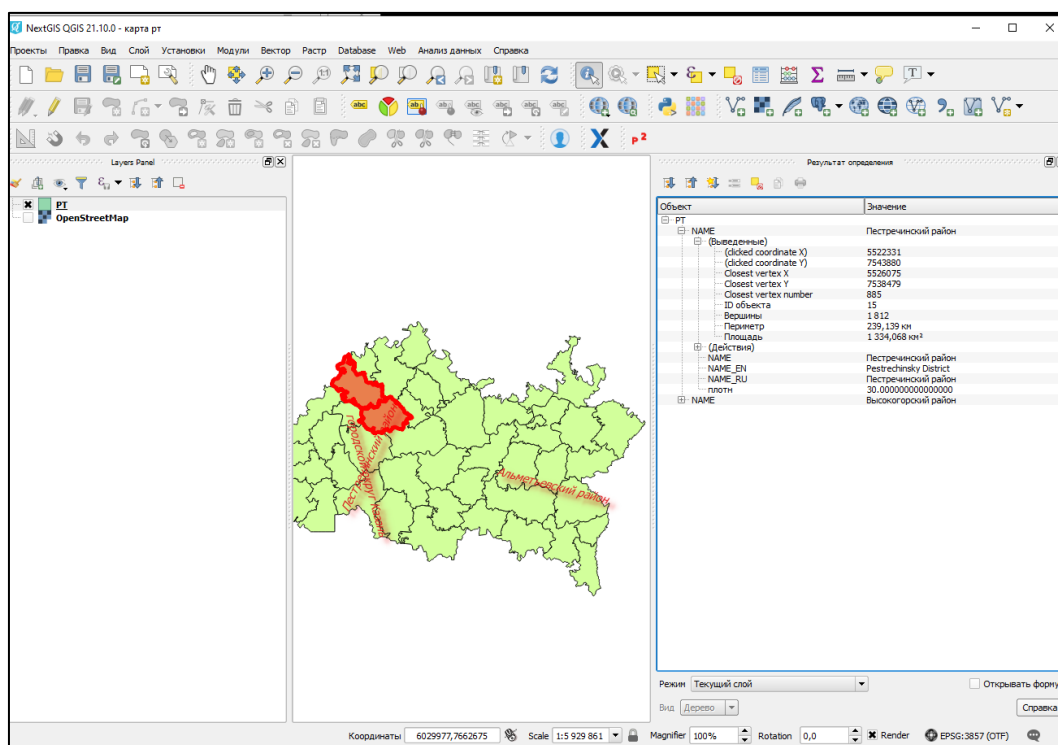 NextGIS QGIS 21.10.0 - карта рт
Проекты Правка Вид Слой Установки Модули Вектор Растр Database Web Анализ данных Справка
Layers Panel
Результат определения
РТ
OpenStreetMap
Объект Значение
РТ
NAME Пестречинский район
(Выведенные)
(clicked coordinate X) 5522331
(clicked coordinate Y) 7543880
Closest vertex X 5526075
Closest vertex Y 7538479
Closest vertex number 885
ID объекта 15
Вершины 1 812
Периметр 239,139 км
Площадь 1 334,068 км²
(Действия)
NAME Пестречинский район
NAME_EN Pestrechinsky District
NAME_RU Пестречинский район
плотн 30.00000000000000
NAME Высокогорский район
Альметьевский район
Режим Текущий слой Открывать форму
Вид Дерево Справка
Координаты 6029977,7662675 Scale 1:5 929 861 Magnifier 100% Rotation 0,0 Render EPSG:3857 (OTF)